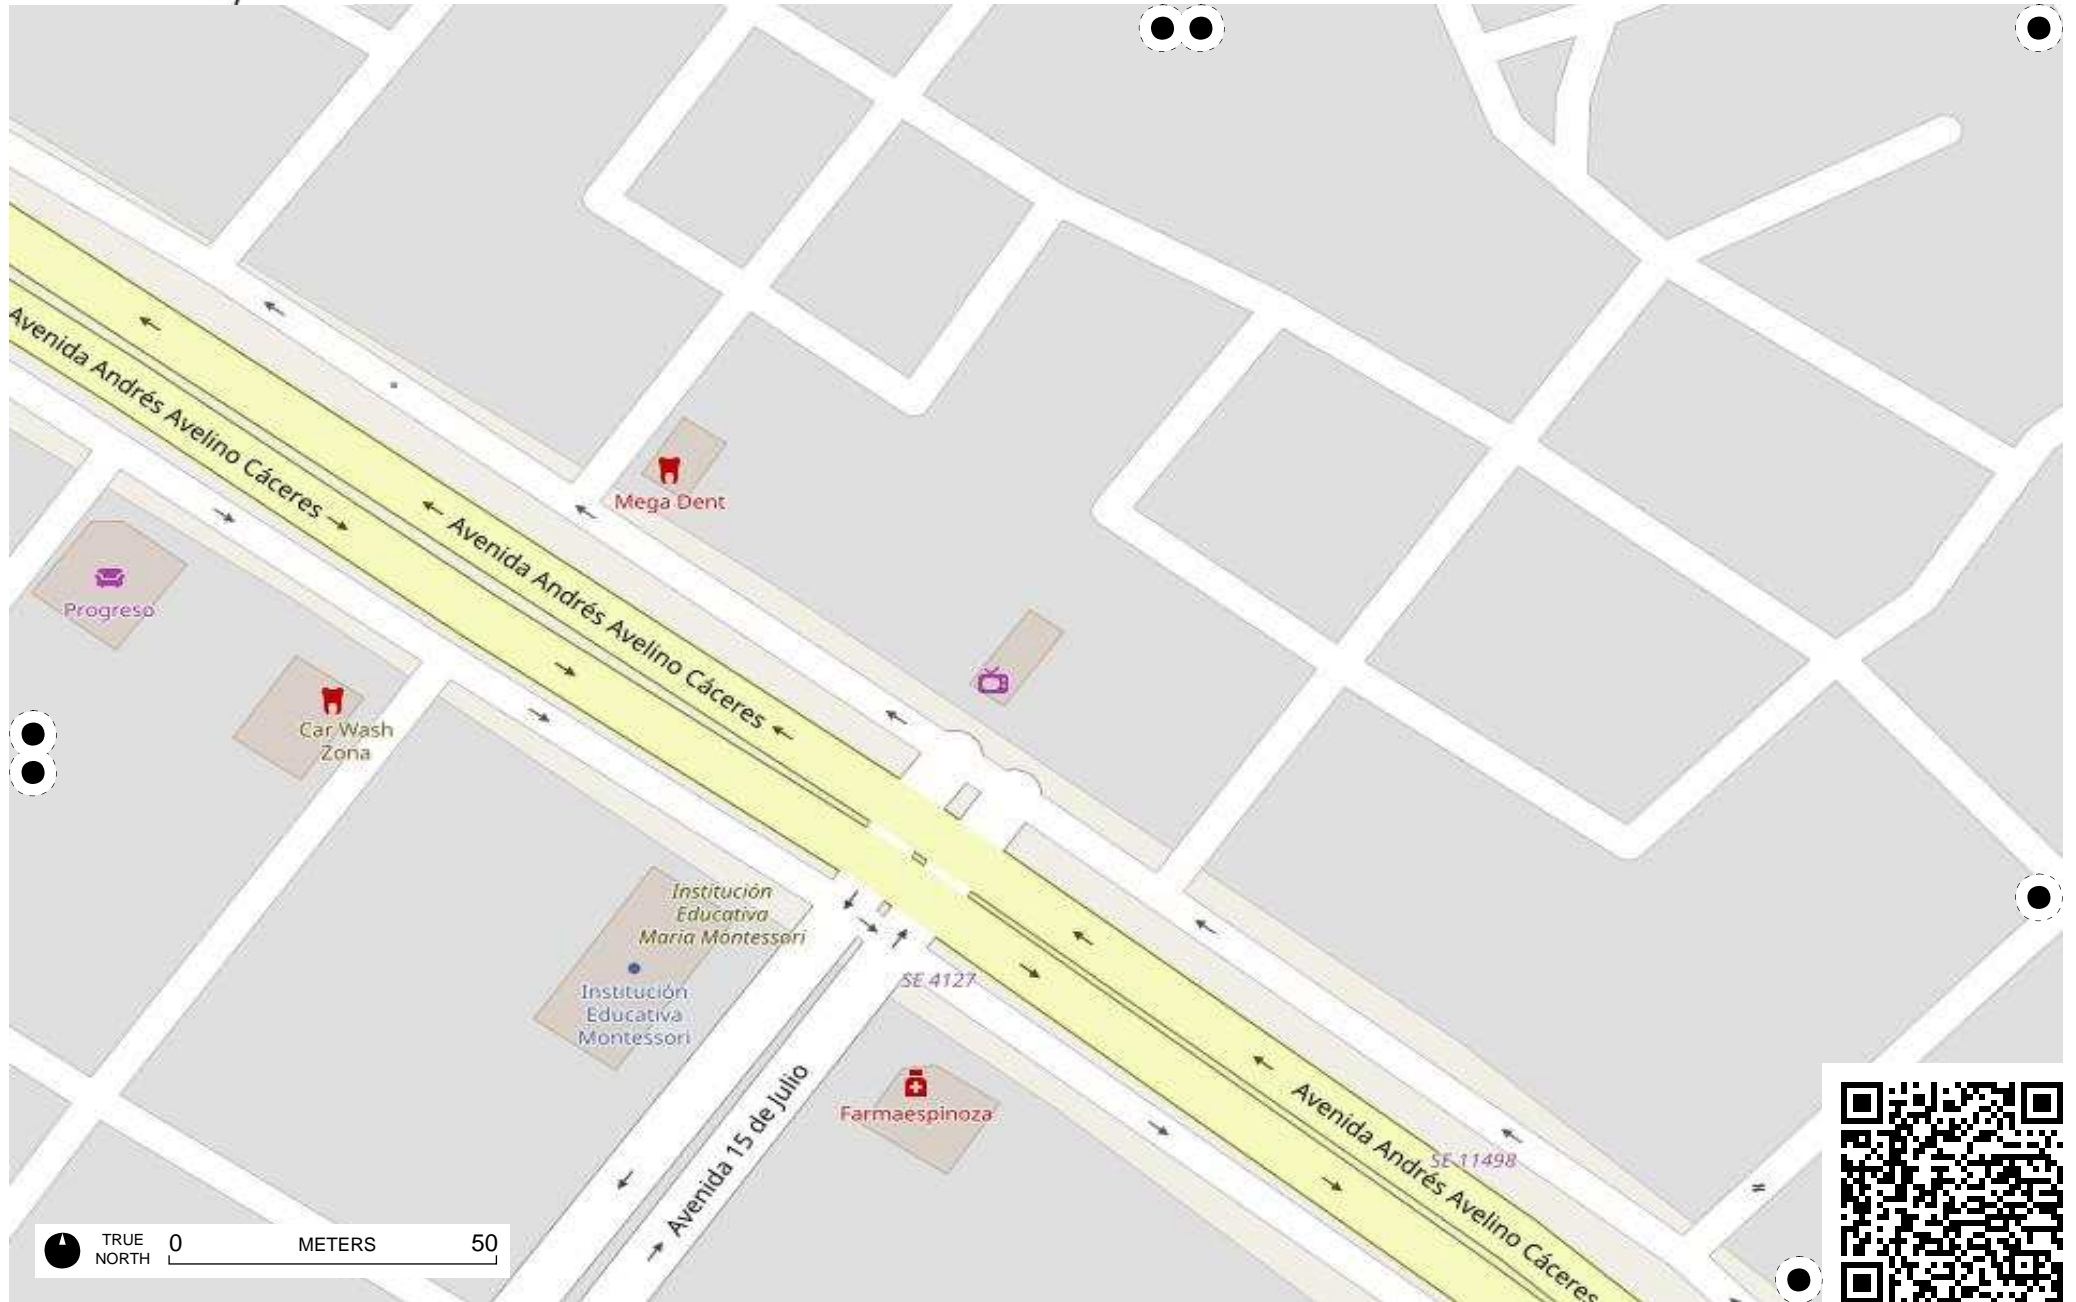 Avenida Andrés Avelino Cáceres
Avenida Andrés Avelino Cáceres
Mega Dent
Progreso
Car Wash
Zona
Institución
Educativa
Maria Montessori
Institución
Educativa
Montessori
SE 4127
Avenida 15 de Julio
Farmaespinoza
Avenida Andrés Avelino Cáceres
SE 11498
TRUE
NORTH
0 METERS 50